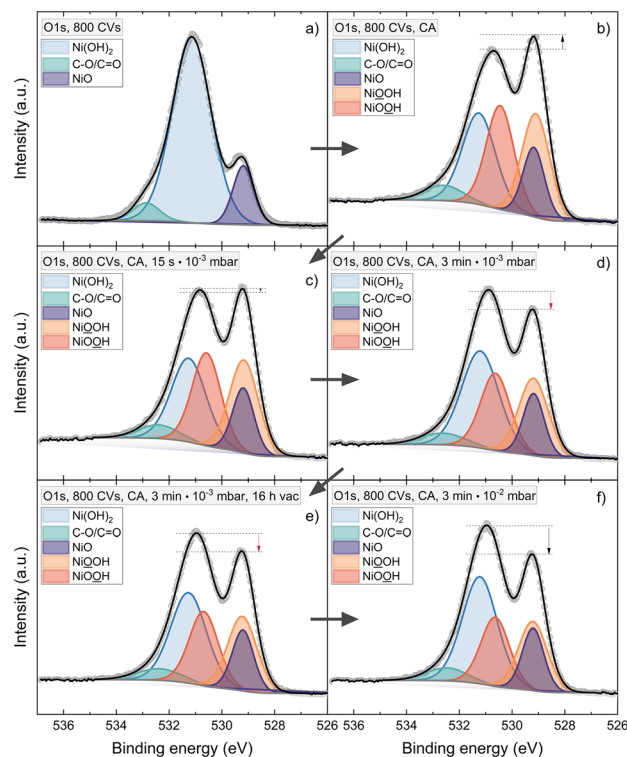 O1s, 800 CVs
a)
Ni(OH)₂
C-O/C=O
NiO
Intensity (a.u.)
O1s, 800 CVs, CA
b)
Ni(OH)₂
C-O/C=O
NiO
NiOOH
NiOOH
O1s, 800 CVs, CA, 15 s • 10⁻³ mbar
c)
Ni(OH)₂
C-O/C=O
NiO
NiOOH
NiOOH
Intensity (a.u.)
O1s, 800 CVs, CA, 3 min • 10⁻³ mbar
d)
Ni(OH)₂
C-O/C=O
NiO
NiOOH
NiOOH
O1s, 800 CVs, CA, 3 min • 10⁻³ mbar, 16 h vac
e)
Ni(OH)₂
C-O/C=O
NiO
NiOOH
NiOOH
Intensity (a.u.)
O1s, 800 CVs, CA, 3 min • 10⁻² mbar
f)
Ni(OH)₂
C-O/C=O
NiO
NiOOH
NiOOH
536 534 532 530 528 526 536 534 532 530 528 526
Binding energy (eV) Binding energy (eV)